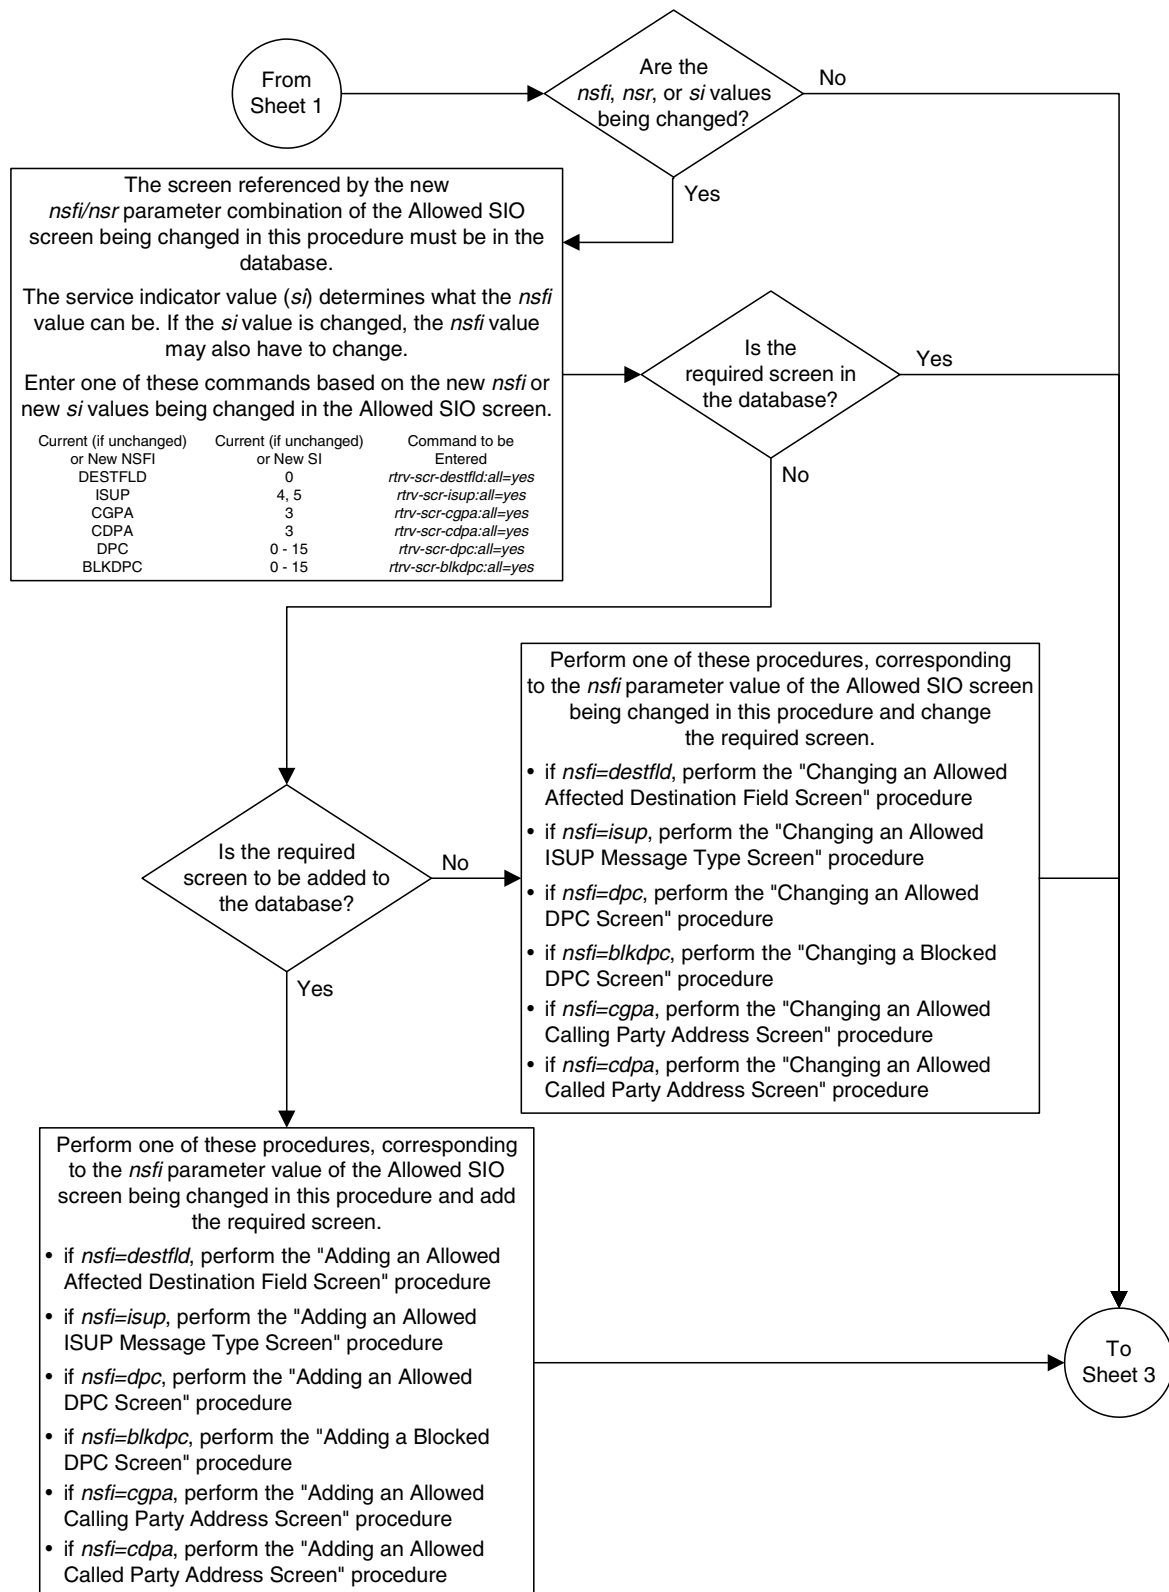 From
Sheet 1
Are the
nsfi, nsr, or si values
being changed?
No
Yes
The screen referenced by the new
nsfi/nsr parameter combination of the Allowed SIO
screen being changed in this procedure must be in the
database.
The service indicator value (si) determines what the nsfi
value can be. If the si value is changed, the nsfi value
may also have to change.
Enter one of these commands based on the new nsfi or
new si values being changed in the Allowed SIO screen.
Current (if unchanged) Current (if unchanged) Command to be
or New NSFI or New SI Entered
DESTFLD 0 rtrv-scr-destfld:all=yes
ISUP 4, 5 rtrv-scr-isup:all=yes
CGPA 3 rtrv-scr-cgpa:all=yes
CDPA 3 rtrv-scr-cdpa:all=yes
DPC 0 - 15 rtrv-scr-dpc:all=yes
BLKDPC 0 - 15 rtrv-scr-blkdpc:all=yes
Is the
required screen in
the database?
Yes
No
Is the required
screen to be added to
the database?
No
Yes
Perform one of these procedures, corresponding
to the nsfi parameter value of the Allowed SIO screen
being changed in this procedure and change
the required screen.
• if nsfi=destfld, perform the "Changing an Allowed
Affected Destination Field Screen" procedure
• if nsfi=isup, perform the "Changing an Allowed
ISUP Message Type Screen" procedure
• if nsfi=dpc, perform the "Changing an Allowed
DPC Screen" procedure
• if nsfi=blkdpc, perform the "Changing a Blocked
DPC Screen" procedure
• if nsfi=cgpa, perform the "Changing an Allowed
Calling Party Address Screen" procedure
• if nsfi=cdpa, perform the "Changing an Allowed
Called Party Address Screen" procedure
Perform one of these procedures, corresponding
to the nsfi parameter value of the Allowed SIO
screen being changed in this procedure and add
the required screen.
• if nsfi=destfld, perform the "Adding an Allowed
Affected Destination Field Screen" procedure
• if nsfi=isup, perform the "Adding an Allowed
ISUP Message Type Screen" procedure
• if nsfi=dpc, perform the "Adding an Allowed
DPC Screen" procedure
• if nsfi=blkdpc, perform the "Adding a Blocked
DPC Screen" procedure
• if nsfi=cgpa, perform the "Adding an Allowed
Calling Party Address Screen" procedure
• if nsfi=cdpa, perform the "Adding an Allowed
Called Party Address Screen" procedure
To
Sheet 3